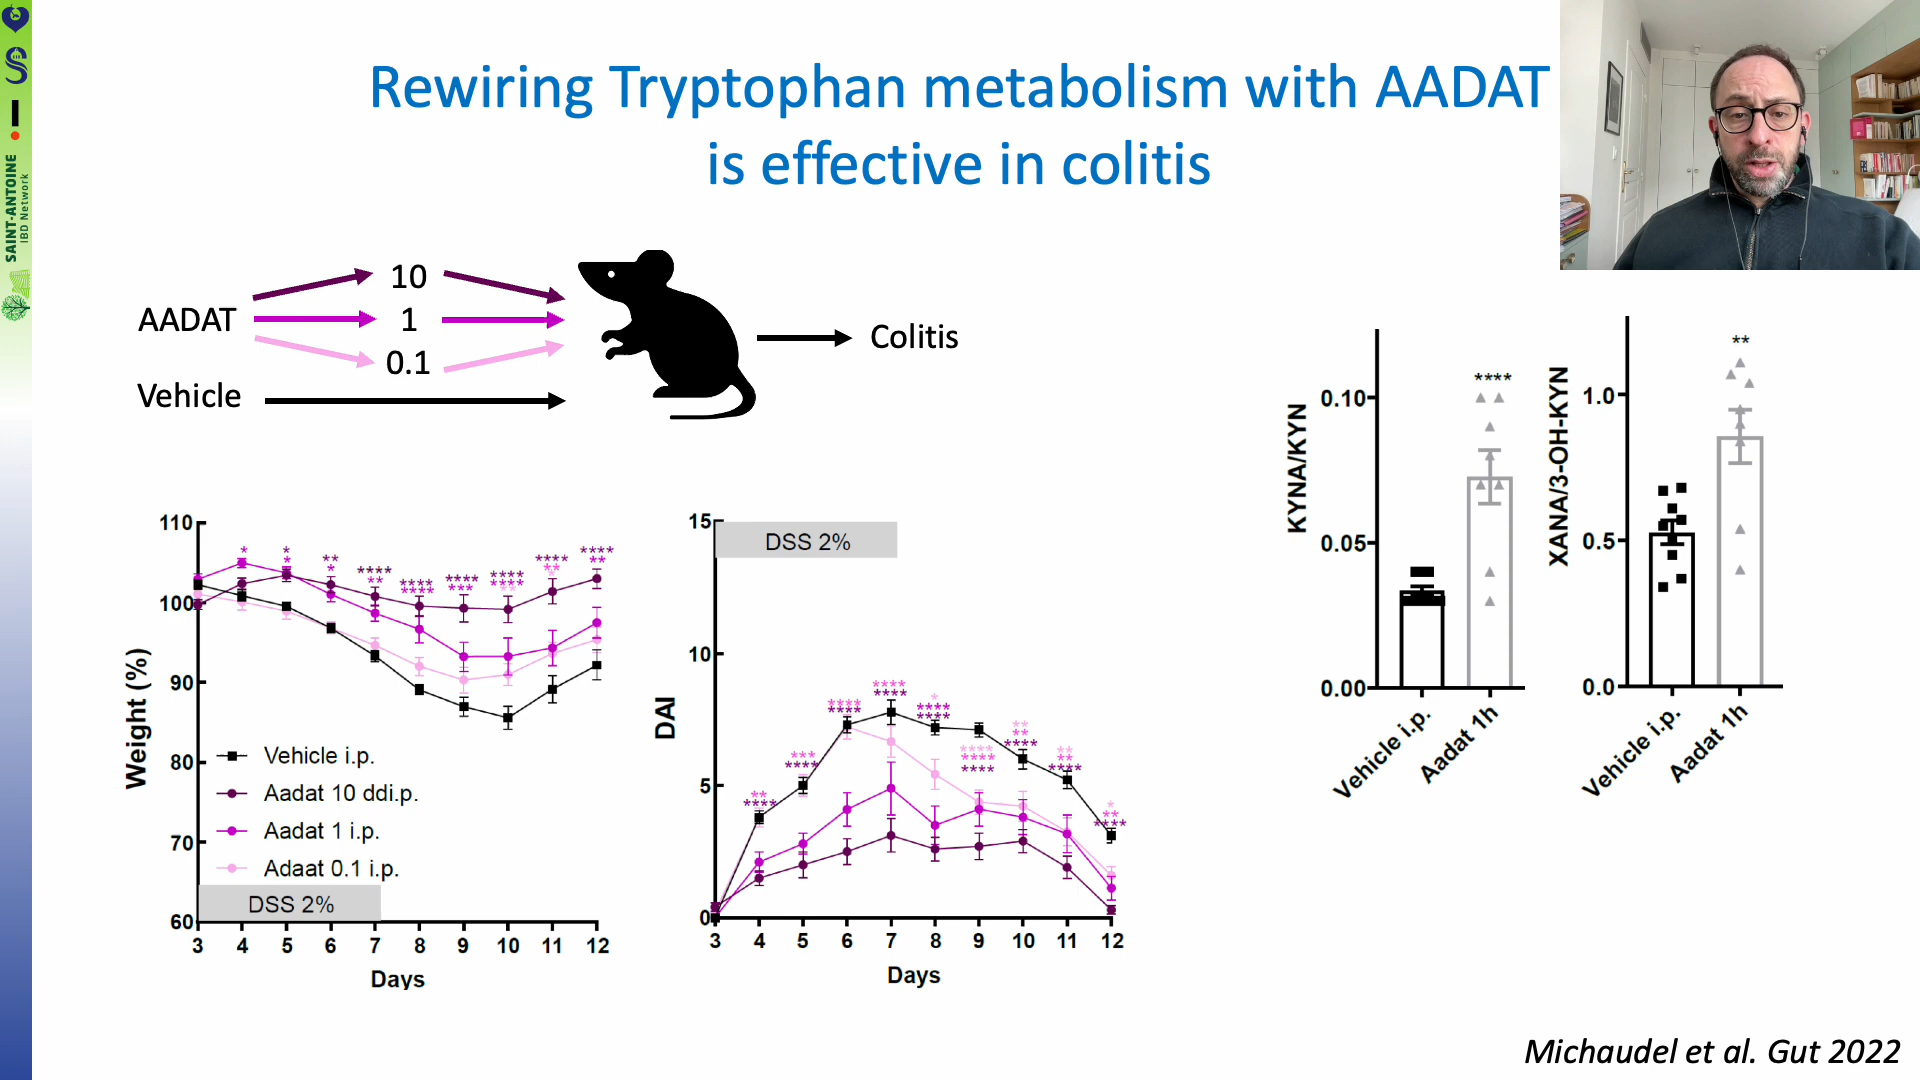 Rewiring Tryptophan metabolism with AADAT
is effective in colitis
SAINT-ANTOINE
IBD Network
AADAT
10
1
0.1
Vehicle
Colitis
Weight (%)
110
100
90
80
70
60
* * * ** * **** ** **** **** **** *** **** **** ** **** ** * **** **
Vehicle i.p.
Aadat 10 ddi.p.
Aadat 1 i.p.
Adaat 0.1 i.p.
DSS 2%
3 4 5 6 7 8 9 10 11 12
Days
DAI
15
10
5
0
DSS 2%
** **** *** **** **** **** **** **** * **** **** **** **** **** ** ** **** ** ** **** * ** ****
3 4 5 6 7 8 9 10 11 12
Days
KYNA/KYN
0.10
0.05
0.00
****
Vehicle i.p.
Aadat 1h
XANA/3-OH-KYN
1.0
0.5
0.0
**
Vehicle i.p.
Aadat 1h
Michaudel et al. Gut 2022